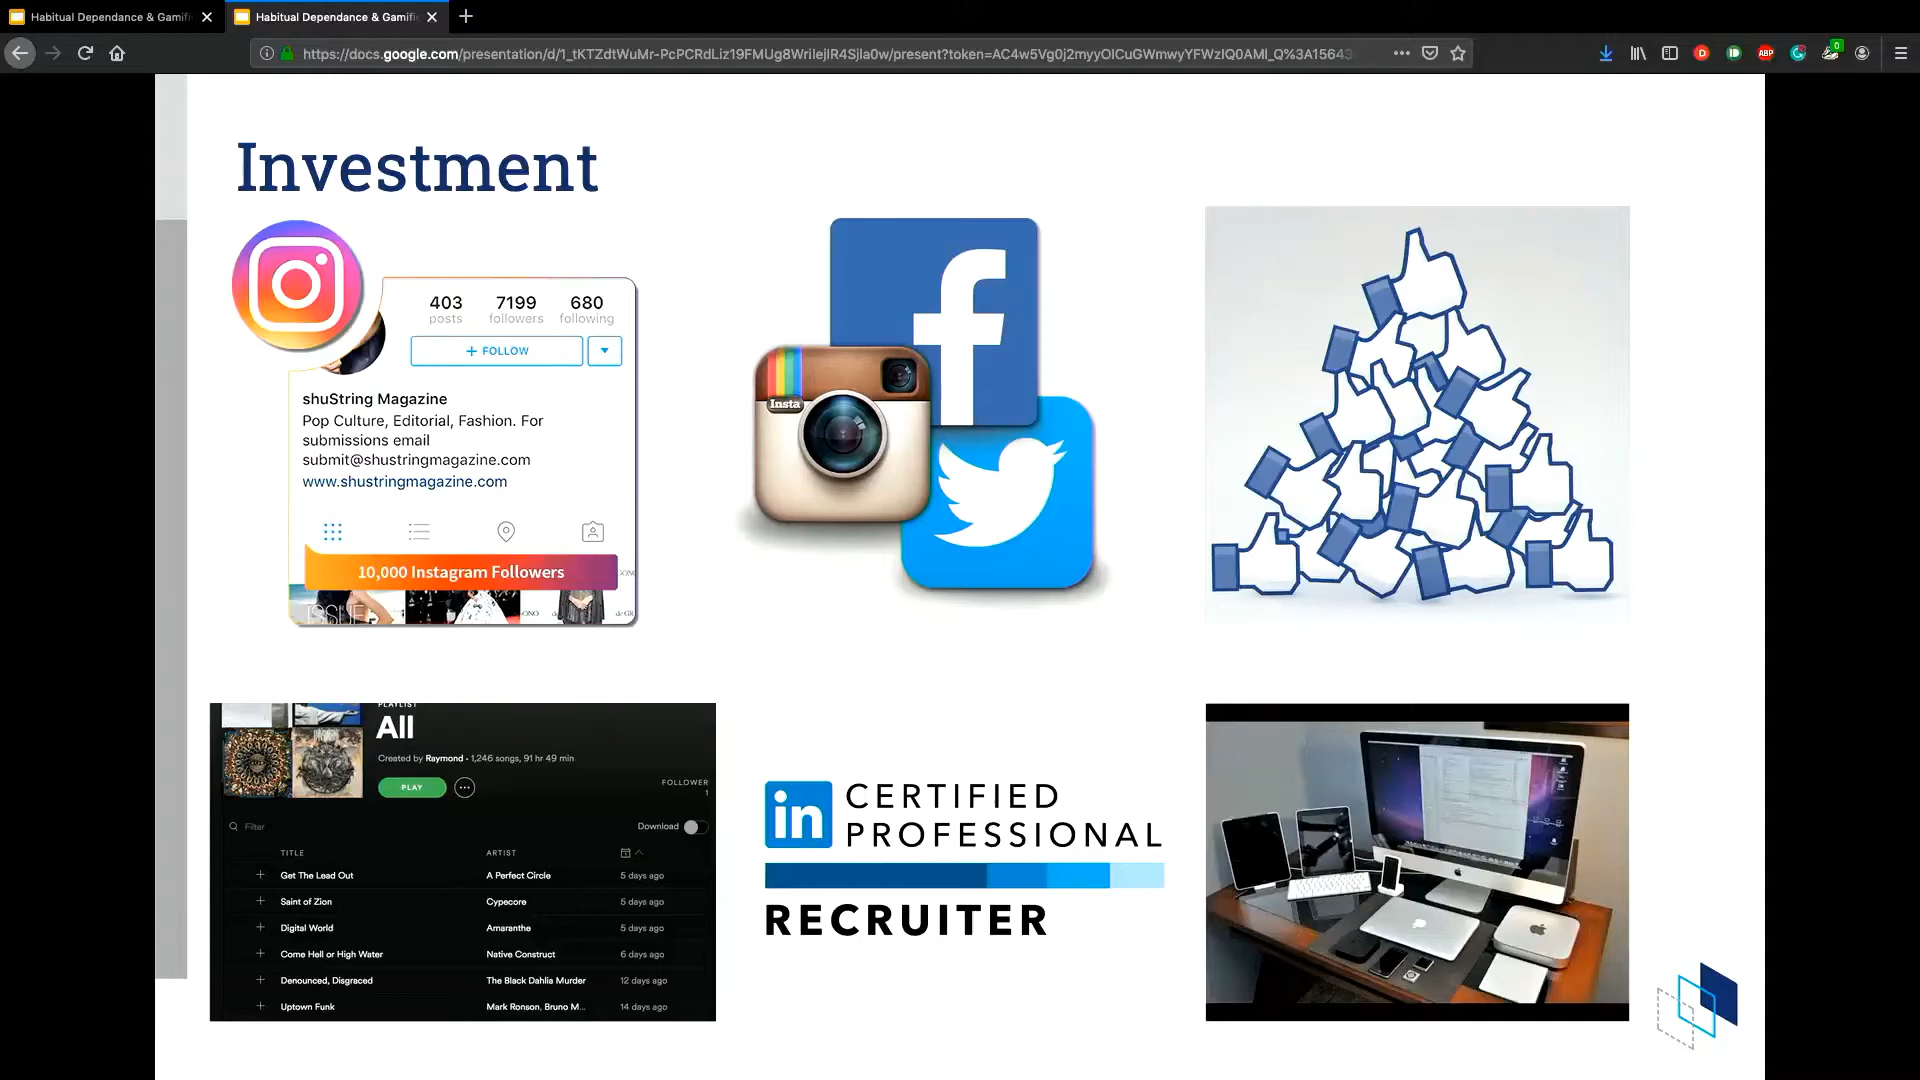 Habitual Dependance & Gamifi
Habitual Dependance & Gamific
https://docs.google.com/presentation/d/1_tKTZdtWuMr-PcPCRdLiz19FMUg8WrilejlR4Sjla0w/present?token=AC4w5Vg0j2myyOlCuGWmwyYFWzlQ0AMl_Q%3A15643
ABP
0
Investment
403 7199 680
posts followers following
+ FOLLOW
shuString Magazine
Pop Culture, Editorial, Fashion. For
submissions email
submit@shustringmagazine.com
www.shustringmagazine.com
10,000 Instagram Followers
ISSUE
Insta
PLAYLIST
All
Created by Raymond • 1,246 songs, 91 hr 49 min
PLAY
FOLLOWER
1
Filter
Download
TITLE ARTIST
Get The Lead Out A Perfect Circle 5 days ago
Saint of Zion Cypecore 5 days ago
Digital World Amaranthe 5 days ago
Come Hell or High Water Native Construct 6 days ago
Denounced, Disgraced The Black Dahlia Murder 12 days ago
Uptown Funk Mark Ronson, Bruno M... 14 days ago
in CERTIFIED
PROFESSIONAL
RECRUITER